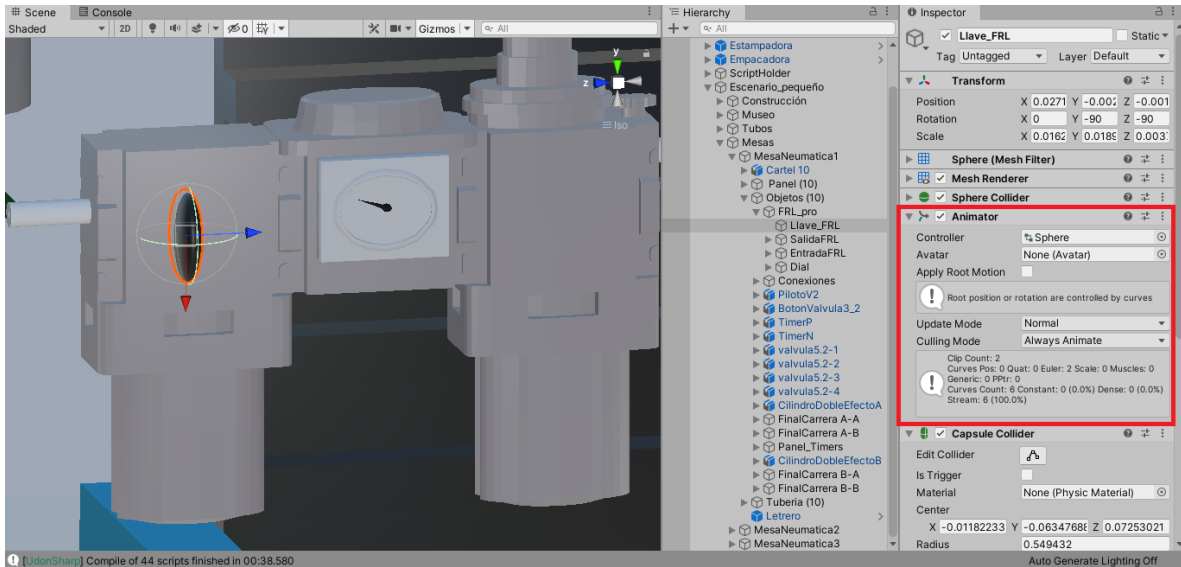 Scene
Console
Shaded
2D
0
Gizmos
All
y
z
Iso
[UdonSharp] Compile of 44 scripts finished in 00:38.580
Hierarchy
All
Estampadora
Empacadora
ScriptHolder
Escenario_pequeño
Construcción
Museo
Tubos
Mesas
MesaNeumatica1
Cartel 10
Panel (10)
Objetos (10)
FRL_pro
Llave_FRL
SalidaFRL
EntradaFRL
Dial
Conexiones
PilotoV2
BotonValvula3_2
TimerP
TimerN
valvula5.2-1
valvula5.2-2
valvula5.2-3
valvula5.2-4
CilindroDobleEfectoA
FinalCarrera A-A
FinalCarrera A-B
Panel_Timers
CilindroDobleEfectoB
FinalCarrera B-A
FinalCarrera B-B
Tuberia (10)
Letrero
MesaNeumatica2
MesaNeumatica3
Inspector
Llave_FRL Static
Tag Untagged Layer Default
Transform
Position X 0.0271 Y -0.002 Z -0.001
Rotation X 0 Y -90 Z -90
Scale X 0.0162 Y 0.0189 Z 0.003
Sphere (Mesh Filter)
Mesh Renderer
Sphere Collider
Animator
Controller Sphere
Avatar None (Avatar)
Apply Root Motion
Root position or rotation are controlled by curves
Update Mode Normal
Culling Mode Always Animate
Clip Count: 2
Curves Pos: 0 Quat: 0 Euler: 2 Scale: 0 Muscles: 0
Generic: 0 PPtr: 0
Curves Count: 6 Constant: 0 (0.0%) Dense: 0 (0.0%)
Stream: 6 (100.0%)
Capsule Collider
Edit Collider
Is Trigger
Material None (Physic Material)
Center
X -0.01182233 Y -0.06347686 Z 0.07253021
Radius 0.549432
Auto Generate Lighting Off